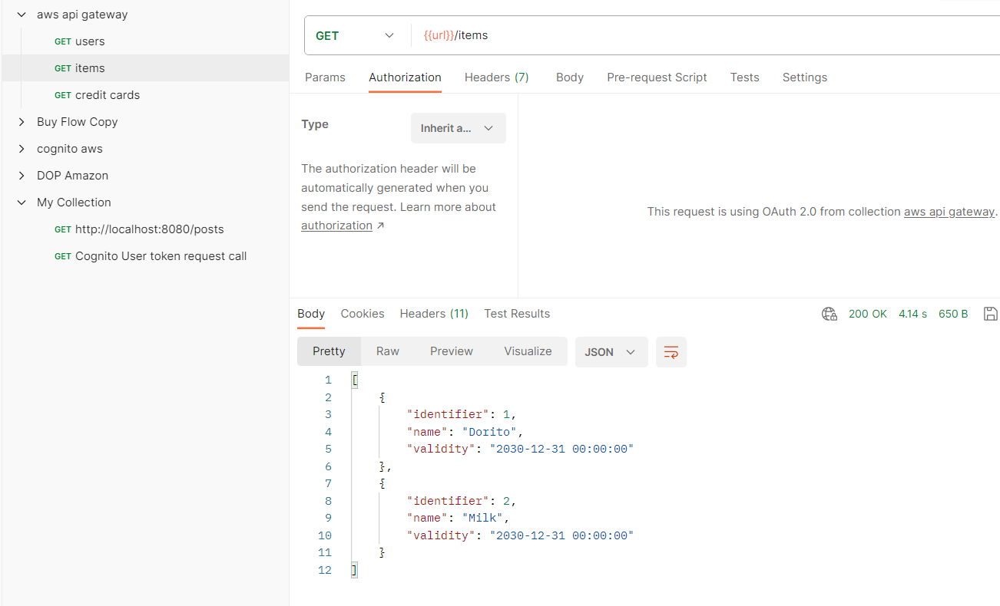 aws api gateway
GET users
GET items
GET credit cards
Buy Flow Copy
cognito aws
DOP Amazon
My Collection
GET http://localhost:8080/posts
GET Cognito User token request call
GET {{url}}/items
Params Authorization Headers (7) Body Pre-request Script Tests Settings
Type Inherit a...
The authorization header will be
automatically generated when you
send the request. Learn more about
authorization ↗
This request is using OAuth 2.0 from collection aws api gateway.
Body Cookies Headers (11) Test Results 200 OK 4.14 s 650 B
Pretty Raw Preview Visualize JSON
1 [
2 {
3 "identifier": 1,
4 "name": "Dorito",
5 "validity": "2030-12-31 00:00:00"
6 },
7 {
8 "identifier": 2,
9 "name": "Milk",
10 "validity": "2030-12-31 00:00:00"
11 }
12 ]